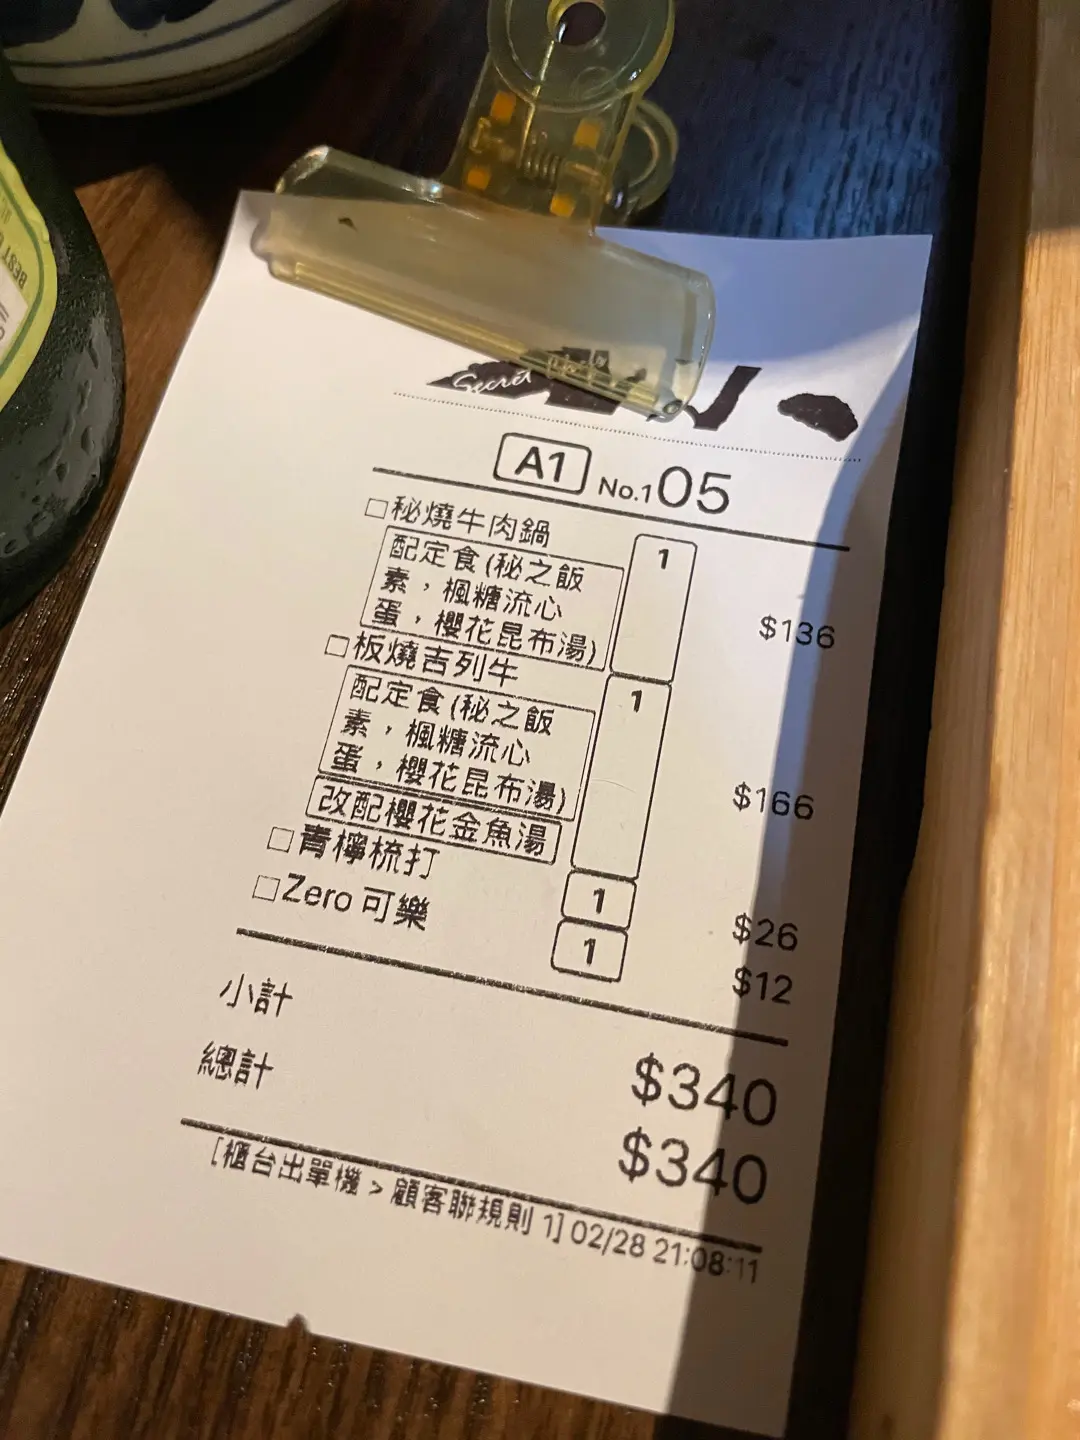 BEST
Secret
A1 No.105
□秘燒牛肉鍋 1
配定食(秘之飯
素，楓糖流心
蛋，櫻花昆布湯)
$136
□板燒吉列牛 1
配定食(秘之飯
素，楓糖流心
蛋，櫻花昆布湯)
$166
改配櫻花金魚湯
□青檸梳打 1 $26
□Zero 可樂 1 $12
小計 $340
總計 $340
[櫃台出單機 > 顧客聯規則 1] 02/28 21:08:11